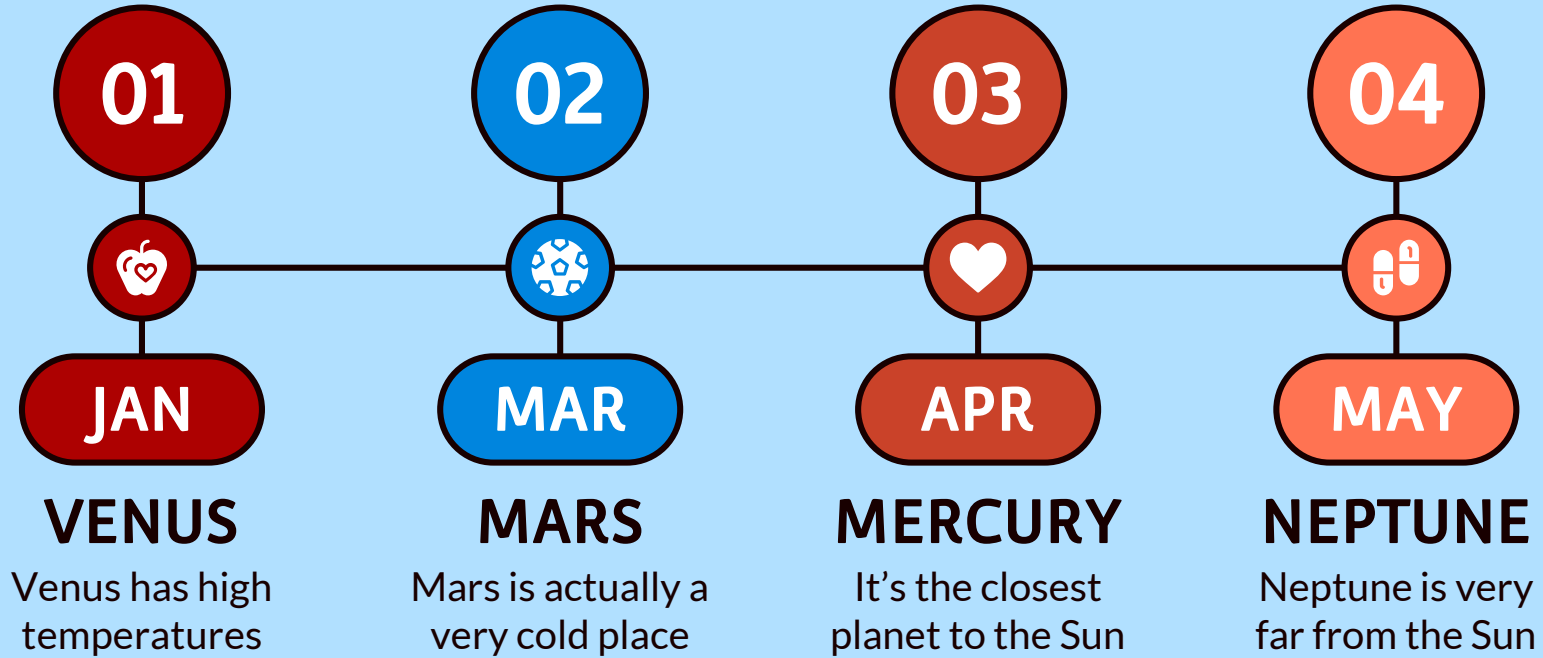 01
02
03
04
JAN
MAR
APR
MAY
VENUS
Venus has high
temperatures
MARS
Mars is actually a
very cold place
MERCURY
It’s the closest
planet to the Sun
NEPTUNE
Neptune is very
far from the Sun